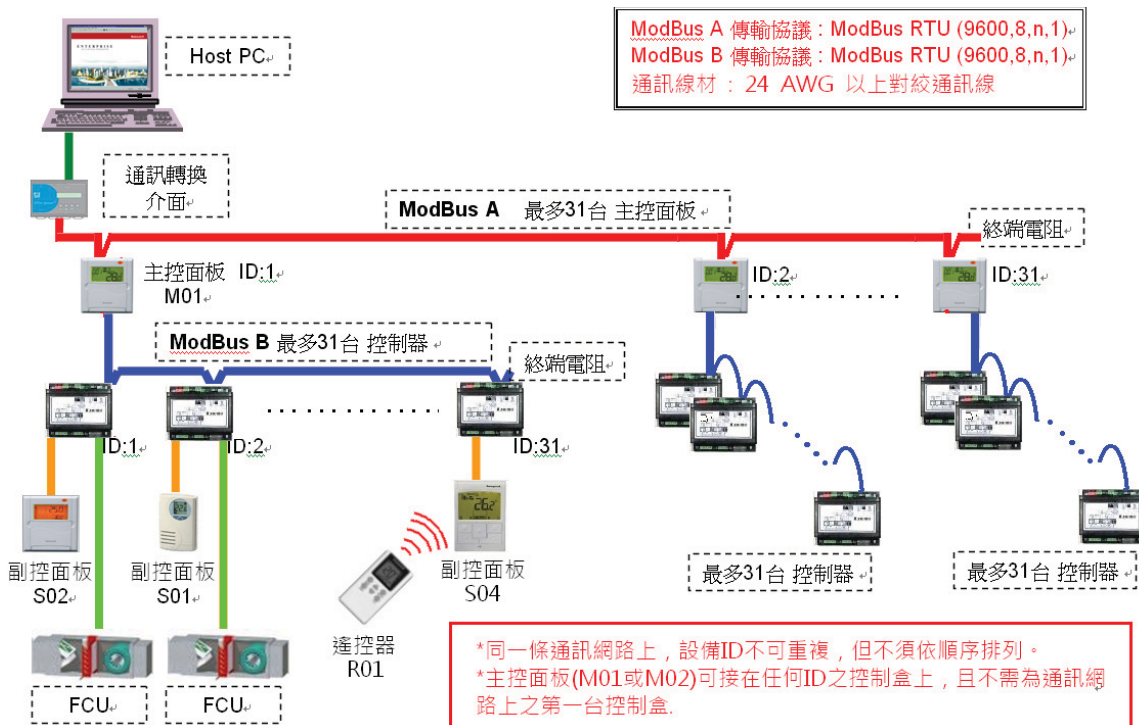 Host PC
ModBus A 傳輸協議：ModBus RTU (9600,8,n,1)
ModBus B 傳輸協議：ModBus RTU (9600,8,n,1)
通訊線材 : 24 AWG 以上對絞通訊線
ENTERPRISE
通訊轉換
介面
ModBus A 最多31台 主控面板
終端電阻
主控面板 ID:1
M01
ID:2
ID:31
ModBus B 最多31台 控制器
終端電阻
ID:1
ID:2
ID:31
副控面板
S02
副控面板
S01
副控面板
S04
遙控器
R01
最多31台 控制器
最多31台 控制器
FCU
FCU
*同一條通訊網路上，設備ID不可重複，但不須依順序排列。
*主控面板(M01或M02)可接在任何ID之控制盒上，且不需為通訊網
路上之第一台控制盒.